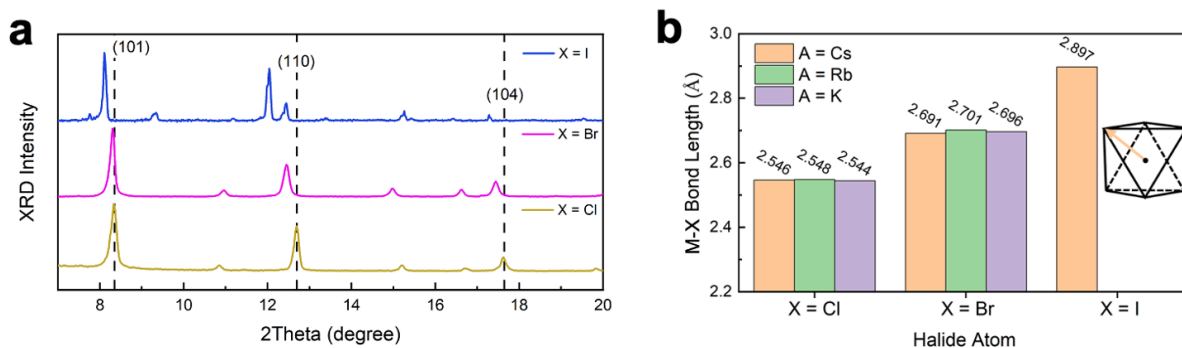 a
(101)
(110)
(104)
X = I
X = Br
X = Cl
XRD Intensity
8 10 12 14 16 18 20
2Theta (degree)
b
A = Cs
A = Rb
A = K
3.0
2.8
2.6
2.4
2.2
M-X Bond Length (Å)
2.546 2.548 2.544
2.691 2.701 2.696
2.897
X = Cl X = Br X = I
Halide Atom